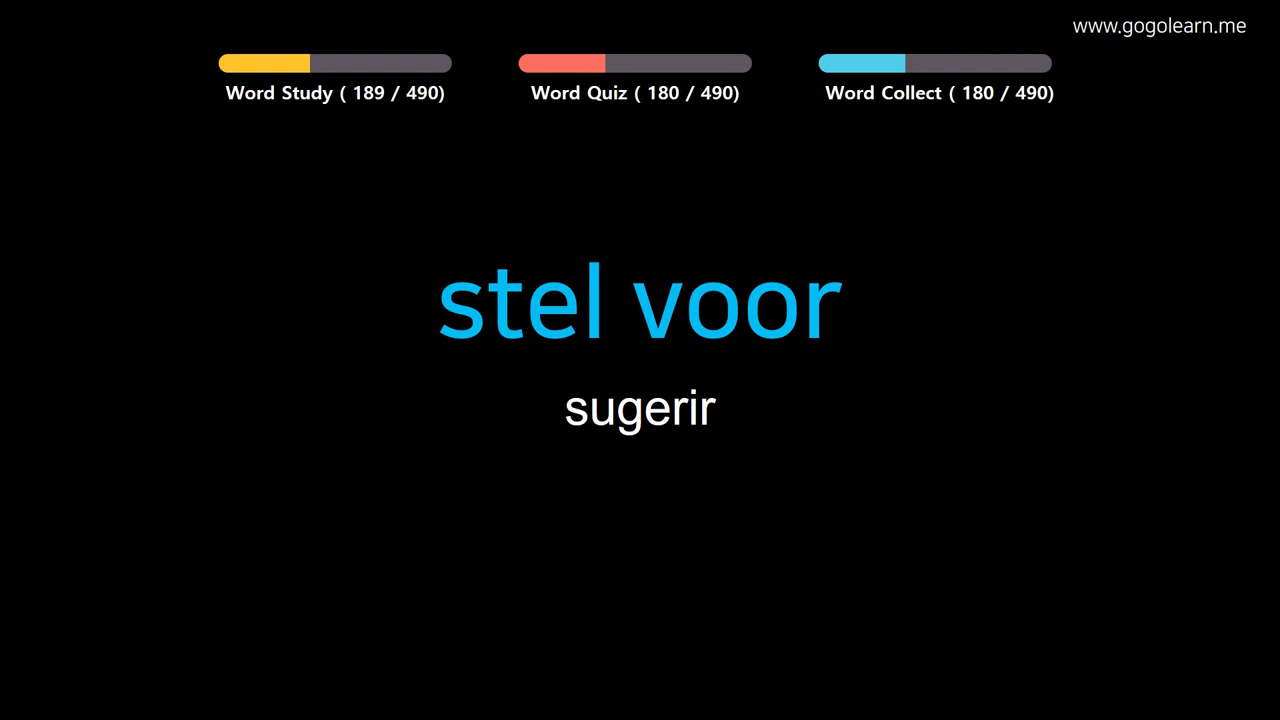 www.gogolearn.me
Word Study ( 189 / 490)
Word Quiz ( 180 / 490)
Word Collect ( 180 / 490)
stel voor
sugerir